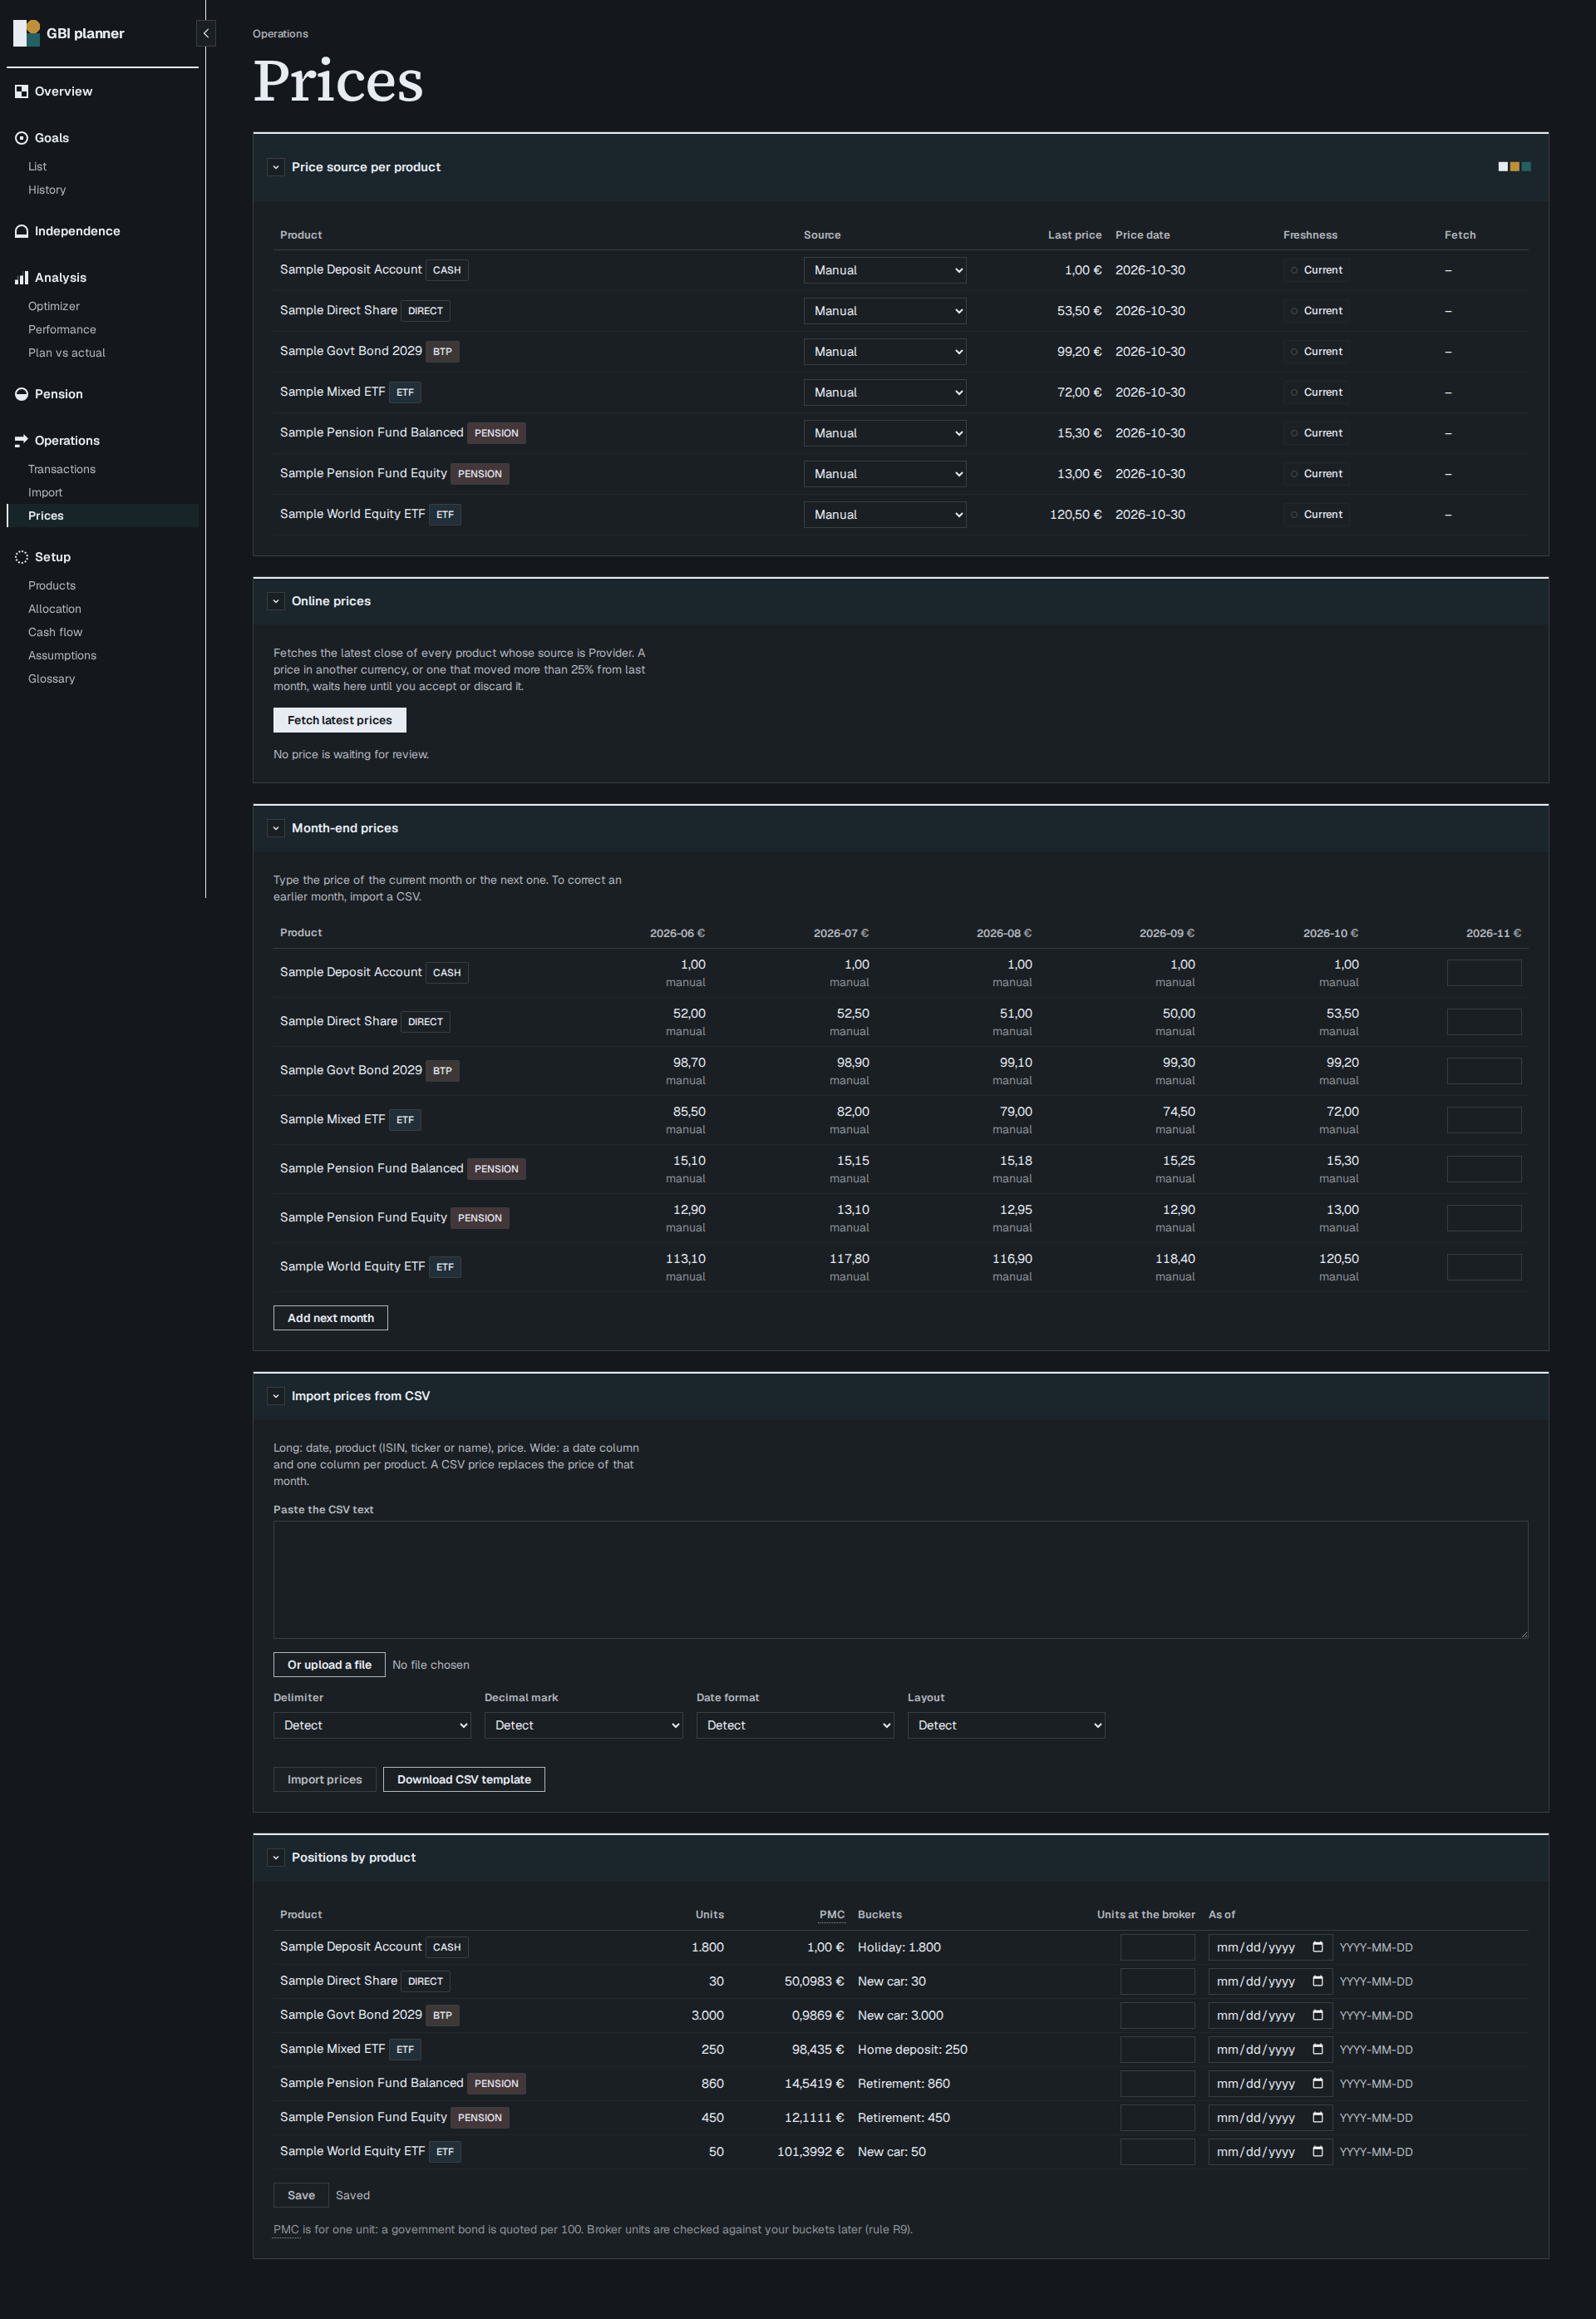 GBI planner
Overview
Goals
List
History
Independence
Analysis
Optimizer
Performance
Plan vs actual
Pension
Operations
Transactions
Import
Prices
Setup
Products
Allocation
Cash flow
Assumptions
Glossary
Operations
Prices
Price source per product
Product Source Last price Price date Freshness Fetch
Sample Deposit Account CASH Manual 1,00 € 2026-10-30 Current –
Sample Direct Share DIRECT Manual 53,50 € 2026-10-30 Current –
Sample Govt Bond 2029 BTP Manual 99,20 € 2026-10-30 Current –
Sample Mixed ETF ETF Manual 72,00 € 2026-10-30 Current –
Sample Pension Fund Balanced PENSION Manual 15,30 € 2026-10-30 Current –
Sample Pension Fund Equity PENSION Manual 13,00 € 2026-10-30 Current –
Sample World Equity ETF ETF Manual 120,50 € 2026-10-30 Current –
Online prices
Fetches the latest close of every product whose source is Provider. A
price in another currency, or one that moved more than 25% from last
month, waits here until you accept or discard it.
Fetch latest prices
No price is waiting for review.
Month-end prices
Type the price of the current month or the next one. To correct an
earlier month, import a CSV.
Product 2026-06 € 2026-07 € 2026-08 € 2026-09 € 2026-10 € 2026-11 €
Sample Deposit Account CASH 1,00 1,00 1,00 1,00 1,00
manual manual manual manual manual
Sample Direct Share DIRECT 52,00 52,50 51,00 50,00 53,50
manual manual manual manual manual
Sample Govt Bond 2029 BTP 98,70 98,90 99,10 99,30 99,20
manual manual manual manual manual
Sample Mixed ETF ETF 85,50 82,00 79,00 74,50 72,00
manual manual manual manual manual
Sample Pension Fund Balanced PENSION 15,10 15,15 15,18 15,25 15,30
manual manual manual manual manual
Sample Pension Fund Equity PENSION 12,90 13,10 12,95 12,90 13,00
manual manual manual manual manual
Sample World Equity ETF ETF 113,10 117,80 116,90 118,40 120,50
manual manual manual manual manual
Add next month
Import prices from CSV
Long: date, product (ISIN, ticker or name), price. Wide: a date column
and one column per product. A CSV price replaces the price of that
month.
Paste the CSV text
Or upload a file No file chosen
Delimiter Decimal mark Date format Layout
Detect Detect Detect Detect
Import prices Download CSV template
Positions by product
Product Units PMC Buckets Units at the broker As of
Sample Deposit Account CASH 1.800 1,00 € Holiday: 1.800 mm/dd/yyyy YYYY-MM-DD
Sample Direct Share DIRECT 30 50,0983 € New car: 30 mm/dd/yyyy YYYY-MM-DD
Sample Govt Bond 2029 BTP 3.000 0,9869 € New car: 3.000 mm/dd/yyyy YYYY-MM-DD
Sample Mixed ETF ETF 250 98,435 € Home deposit: 250 mm/dd/yyyy YYYY-MM-DD
Sample Pension Fund Balanced PENSION 860 14,5419 € Retirement: 860 mm/dd/yyyy YYYY-MM-DD
Sample Pension Fund Equity PENSION 450 12,1111 € Retirement: 450 mm/dd/yyyy YYYY-MM-DD
Sample World Equity ETF ETF 50 101,3992 € New car: 50 mm/dd/yyyy YYYY-MM-DD
Save Saved
PMC is for one unit: a government bond is quoted per 100. Broker units are checked against your buckets later (rule R9).